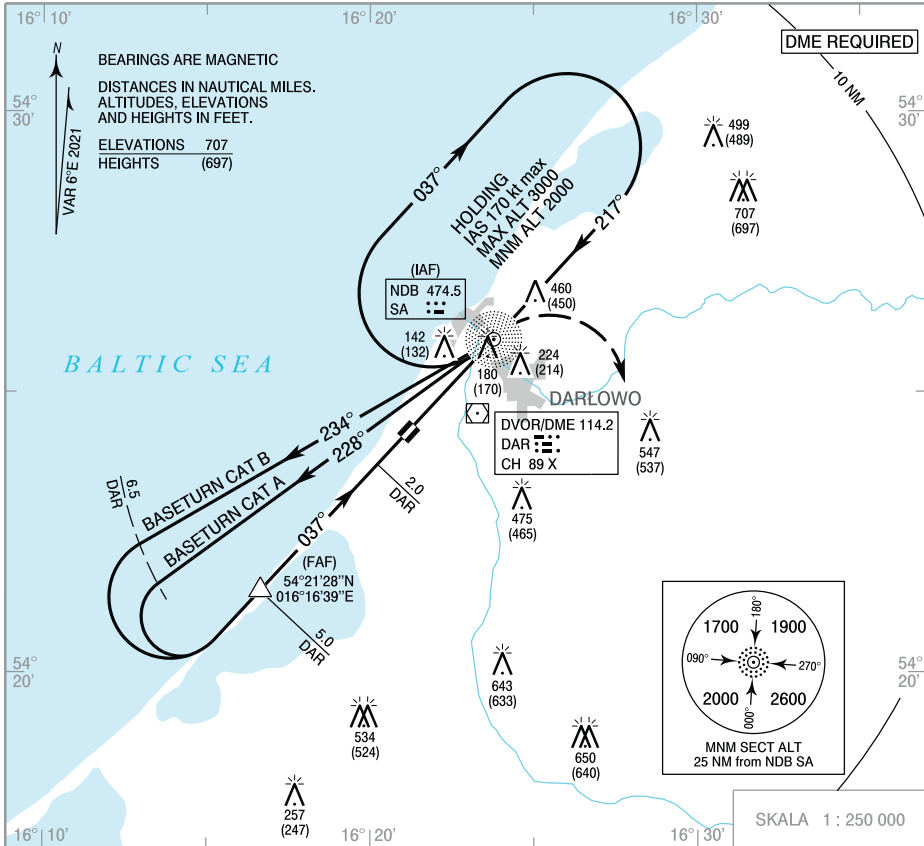 16°10'
16°20'
16°30'
DME REQUIRED
N
VAR 6°E 2021
BEARINGS ARE MAGNETIC
DISTANCES IN NAUTICAL MILES.
ALTITUDES, ELEVATIONS
AND HEIGHTS IN FEET.
ELEVATIONS 707
HEIGHTS (697)
54°
30'
54°
30'
10 NM
499
(489)
707
(697)
037°
HOLDING
IAS 170 kt max
MAX ALT 3000
MNM ALT 2000
217°
(IAF)
NDB 474.5
SA
460
(450)
142
(132)
180
(170)
224
(214)
BALTIC SEA
DARŁOWO
DVOR/DME 114.2
DAR
CH 89 X
547
(537)
475
(465)
234°
228°
BASETURN CAT B
BASETURN CAT A
6.5
DAR
2.0
DAR
037°
(FAF)
54°21'28"N
016°16'39"E
5.0
DAR
1700
1900
2000
2600
180°
090°
270°
000°
MNM SECT ALT
25 NM from NDB SA
54°
20'
54°
20'
643
(633)
534
(524)
650
(640)
257
(247)
SKALA 1 : 250 000
16°10'
16°20'
16°30'